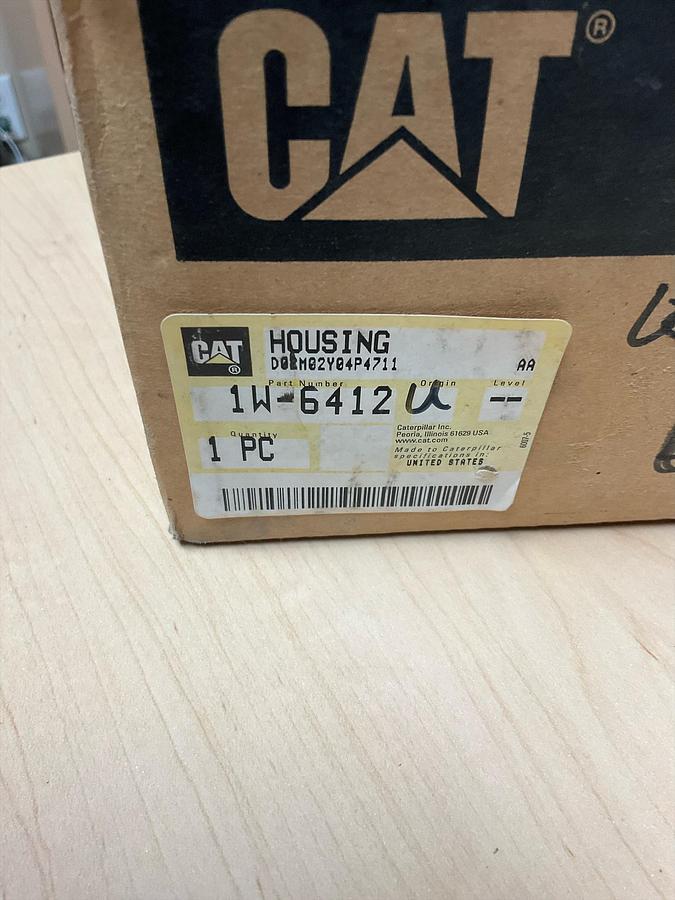 CAT®
CAT®
HOUSING
AA
Part Number
Origin
Level
1W-6412
U
--
Quantity
1 PC
Caterpillar Inc.
Peoria, Illinois 61629 USA
www.cat.com
Made to Caterpillar
specifications in:
UNITED STATES